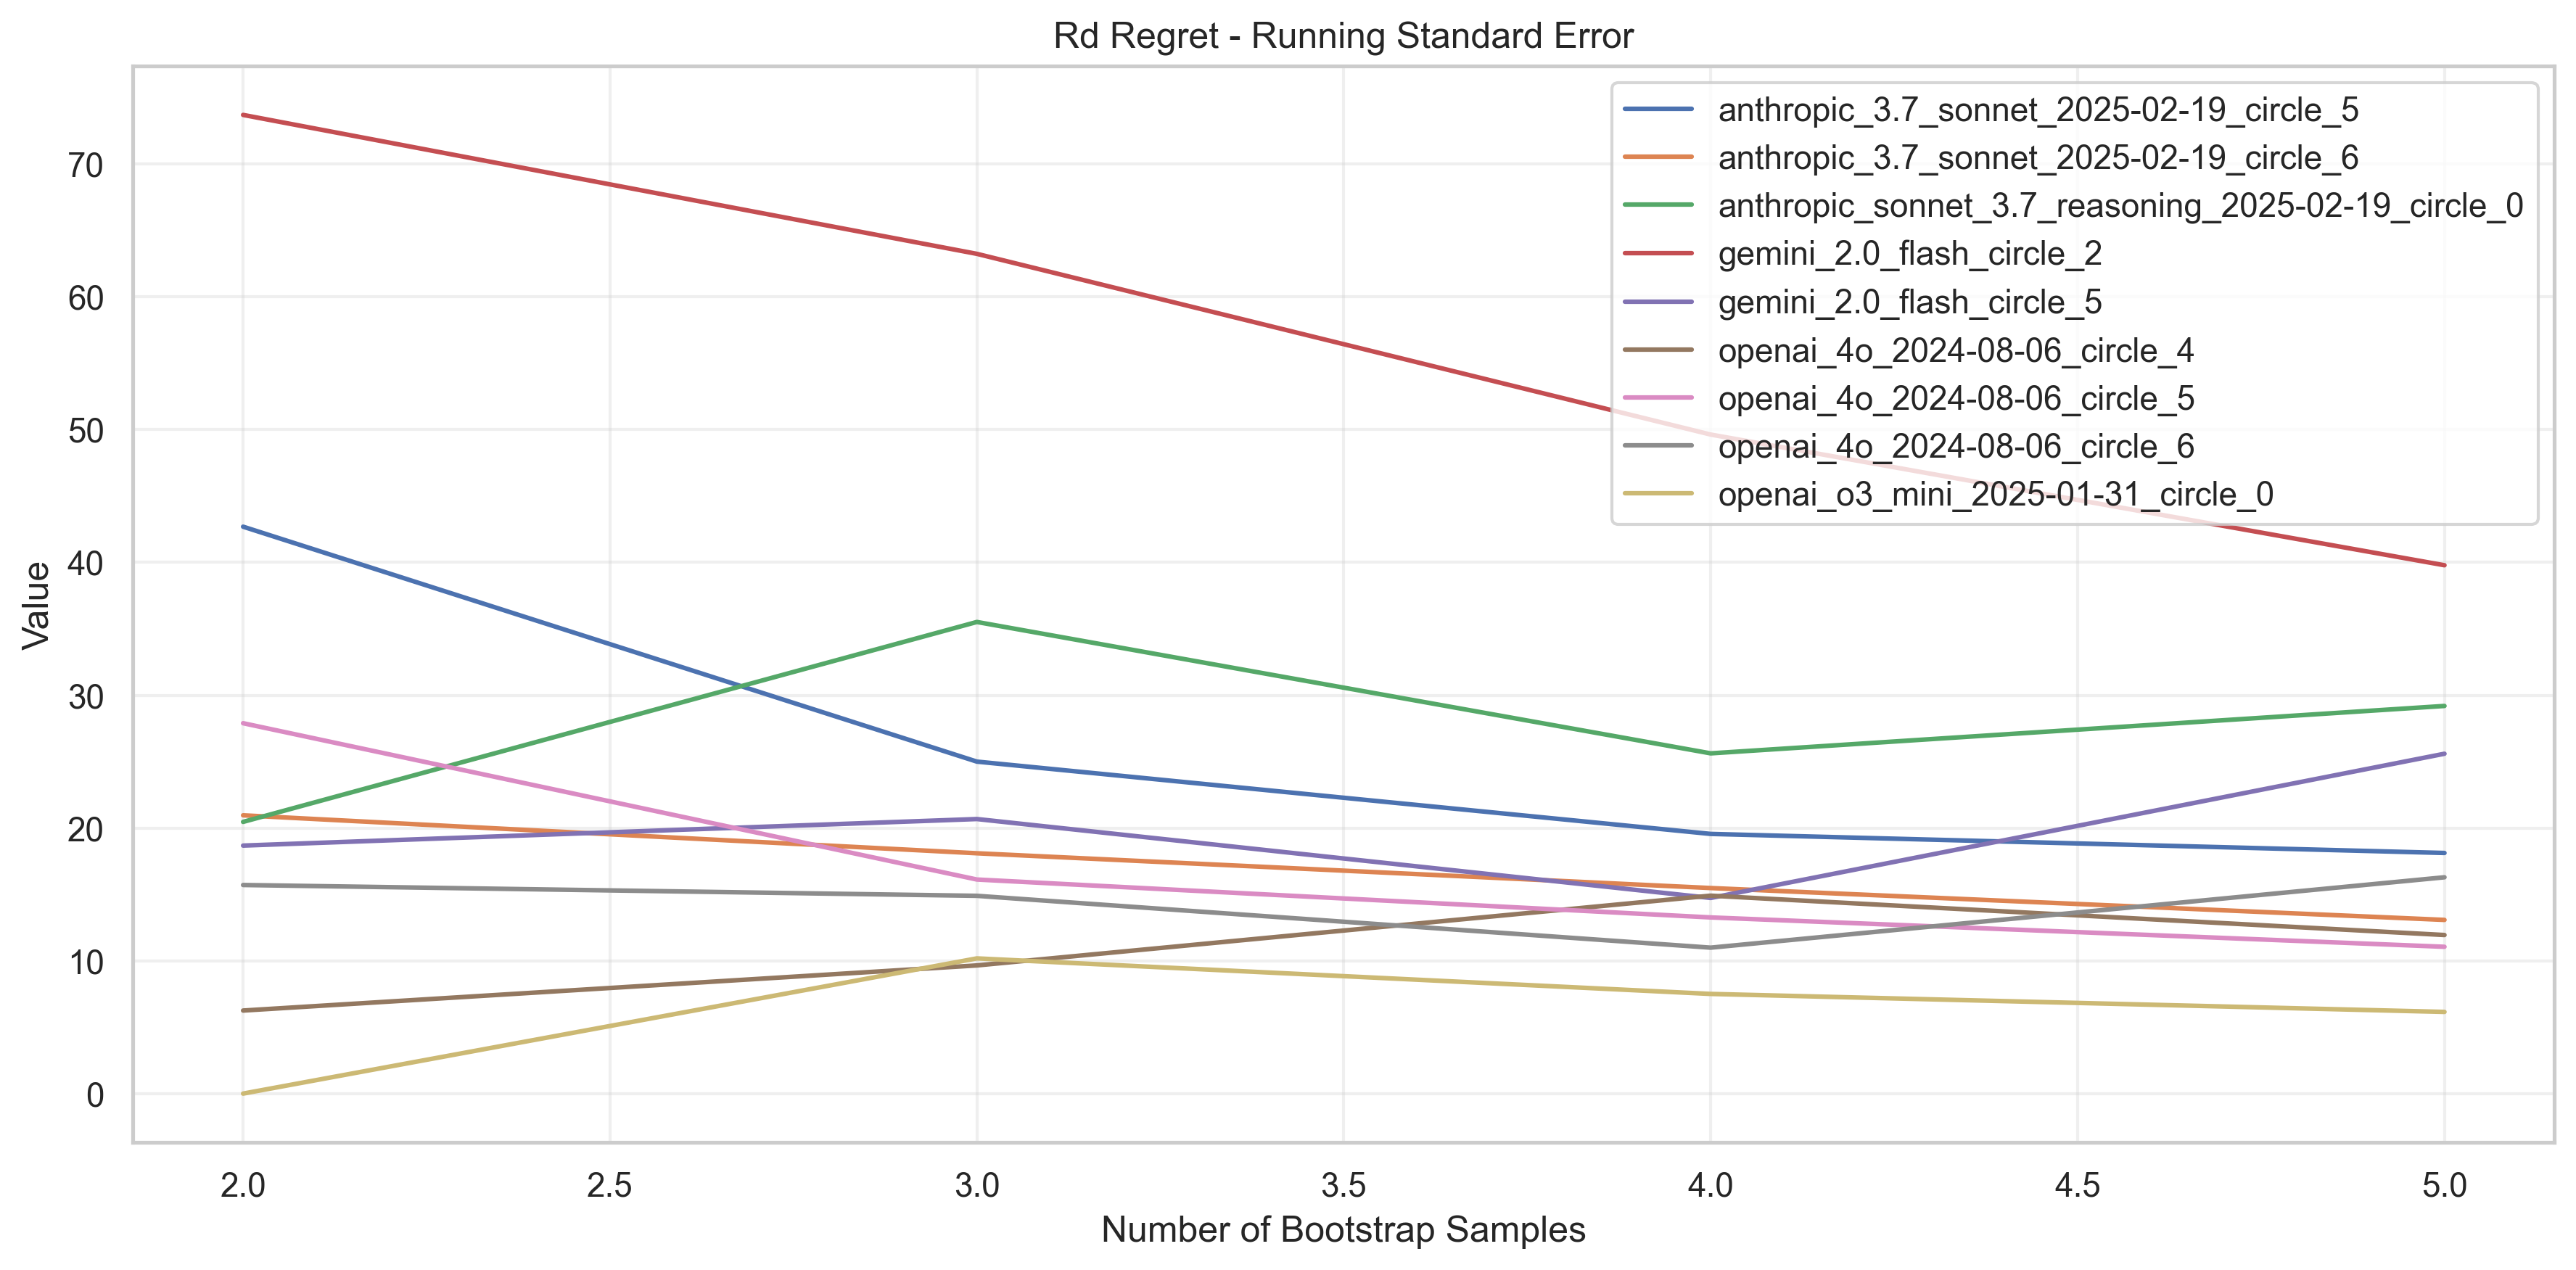 Rd Regret - Running Standard Error
anthropic_3.7_sonnet_2025-02-19_circle_5
anthropic_3.7_sonnet_2025-02-19_circle_6
anthropic_sonnet_3.7_reasoning_2025-02-19_circle_0
gemini_2.0_flash_circle_2
gemini_2.0_flash_circle_5
openai_4o_2024-08-06_circle_4
openai_4o_2024-08-06_circle_5
openai_4o_2024-08-06_circle_6
openai_o3_mini_2025-01-31_circle_0
Value
70
60
50
40
30
20
10
0
2.0 2.5 3.0 3.5 4.0 4.5 5.0
Number of Bootstrap Samples